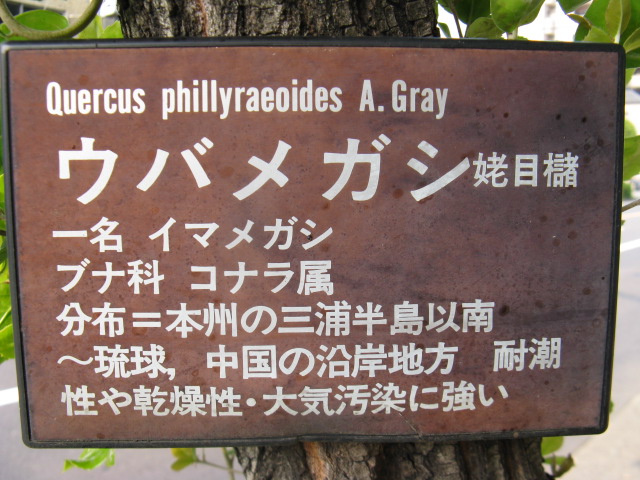 Quercus phillyraeoides A. Gray
ウバメガシ姥目櫧
一名 イマメガシ
ブナ科 コナラ属
分布=本州の三浦半島以南
～琉球,中国の沿岸地方 耐潮
性や乾燥性・大気汚染に強い